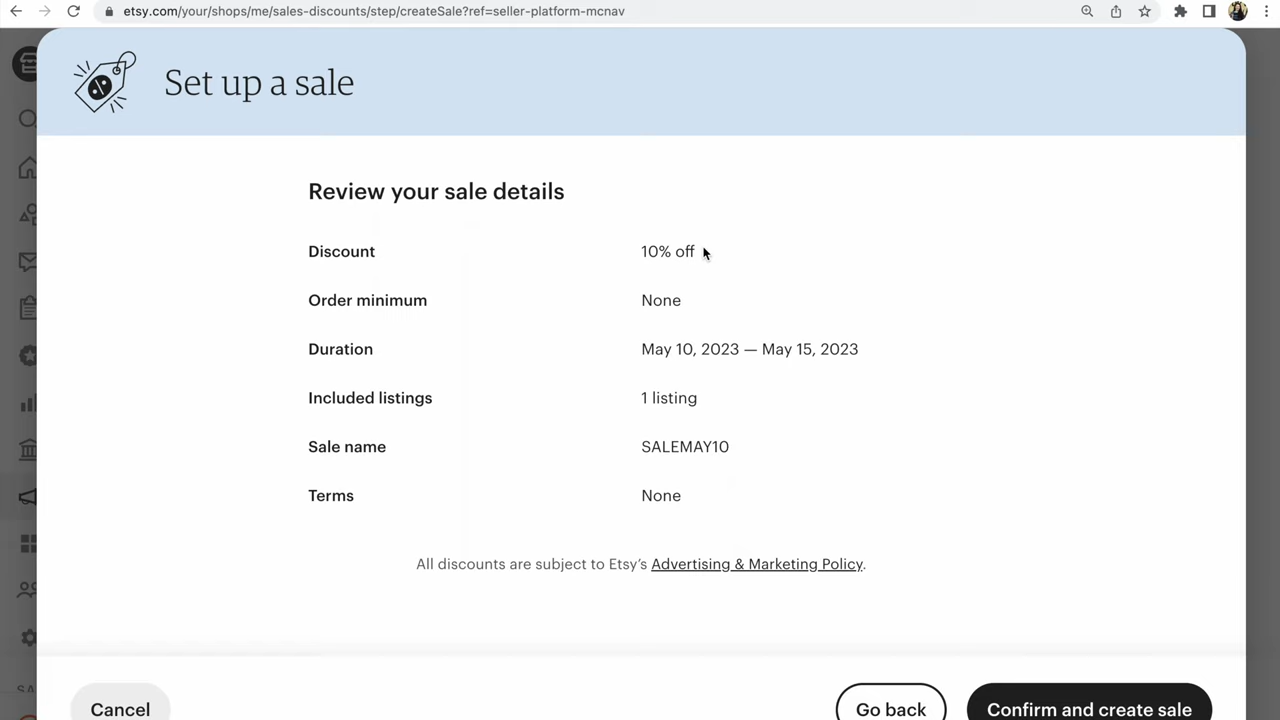 etsy.com/your/shops/me/sales-discounts/step/createSale?ref=seller-platform-mcnav
Set up a sale
Review your sale details
Discount 10% off
Order minimum None
Duration May 10, 2023 — May 15, 2023
Included listings 1 listing
Sale name SALEMAY10
Terms None
All discounts are subject to Etsy’s Advertising & Marketing Policy.
Cancel Go back Confirm and create sale